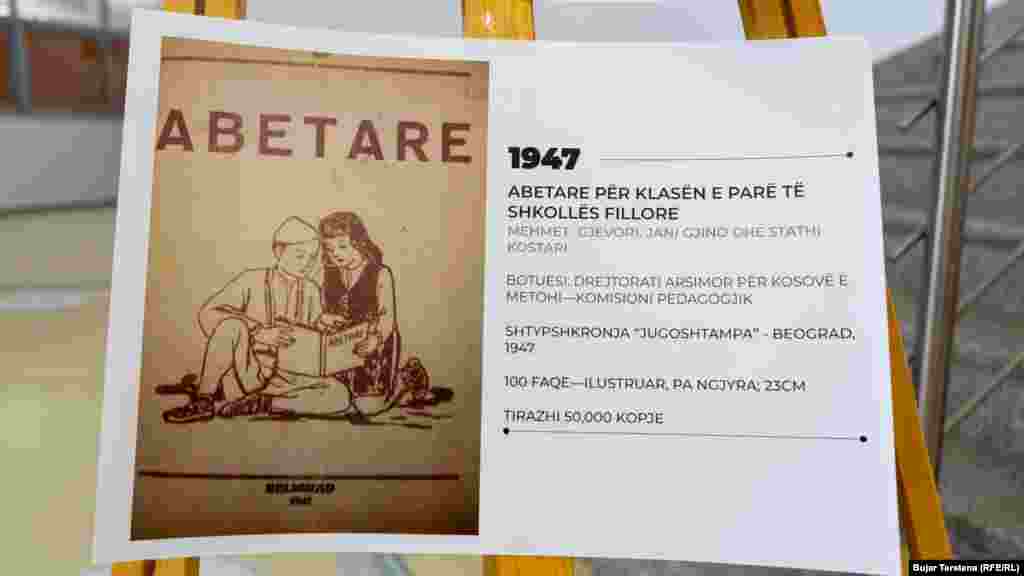 ABETARE
ABETARE
BEOGRAD
1947
1947
ABETARE PËR KLASËN E PARË TË
SHKOLLËS FILLORE
MEHMET GJEVORI, JANI GJINO DHE STATHI
KOSTARI
BOTUESI: DREJTORATI ARSIMOR PËR KOSOVË E
METOHI—KOMISIONI PEDAGOGJIK
SHTYPSHKRONJA "JUGOSHTAMPA" - BEOGRAD,
1947
100 FAQE—ILUSTRUAR, PA NGJYRA; 23CM
TIRAZHI 50,000 KOPJE
Bujar Tërstena (RFE/RL)